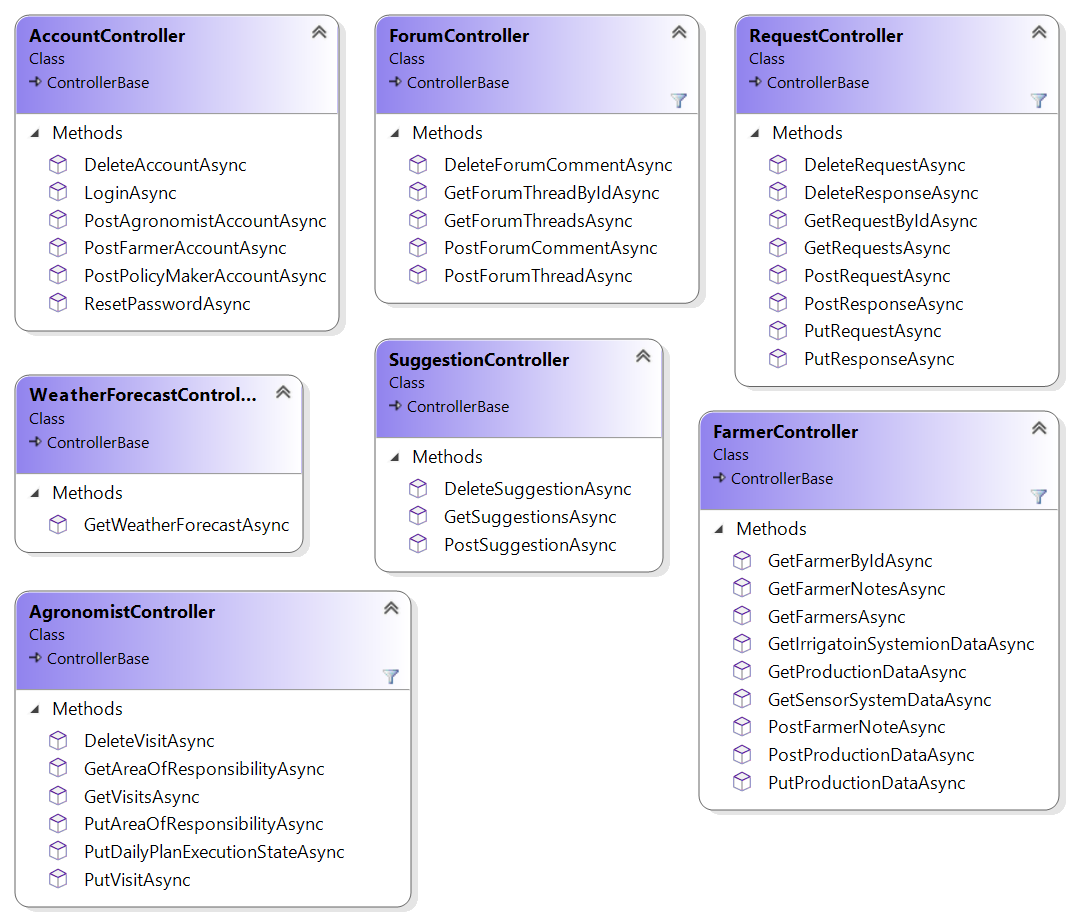 AccountController
Class
ControllerBase
Methods
DeleteAccountAsync
LoginAsync
PostAgronomistAccountAsync
PostFarmerAccountAsync
PostPolicyMakerAccountAsync
ResetPasswordAsync
ForumController
Class
ControllerBase
Methods
DeleteForumCommentAsync
GetForumThreadByIdAsync
GetForumThreadsAsync
PostForumCommentAsync
PostForumThreadAsync
RequestController
Class
ControllerBase
Methods
DeleteRequestAsync
DeleteResponseAsync
GetRequestByIdAsync
GetRequestsAsync
PostRequestAsync
PostResponseAsync
PutRequestAsync
PutResponseAsync
WeatherForecastControl...
Class
ControllerBase
Methods
GetWeatherForecastAsync
SuggestionController
Class
ControllerBase
Methods
DeleteSuggestionAsync
GetSuggestionsAsync
PostSuggestionAsync
FarmerController
Class
ControllerBase
Methods
GetFarmerByIdAsync
GetFarmerNotesAsync
GetFarmersAsync
GetIrrigatoinSystemionDataAsync
GetProductionDataAsync
GetSensorSystemDataAsync
PostFarmerNoteAsync
PostProductionDataAsync
PutProductionDataAsync
AgronomistController
Class
ControllerBase
Methods
DeleteVisitAsync
GetAreaOfResponsibilityAsync
GetVisitsAsync
PutAreaOfResponsibilityAsync
PutDailyPlanExecutionStateAsync
PutVisitAsync